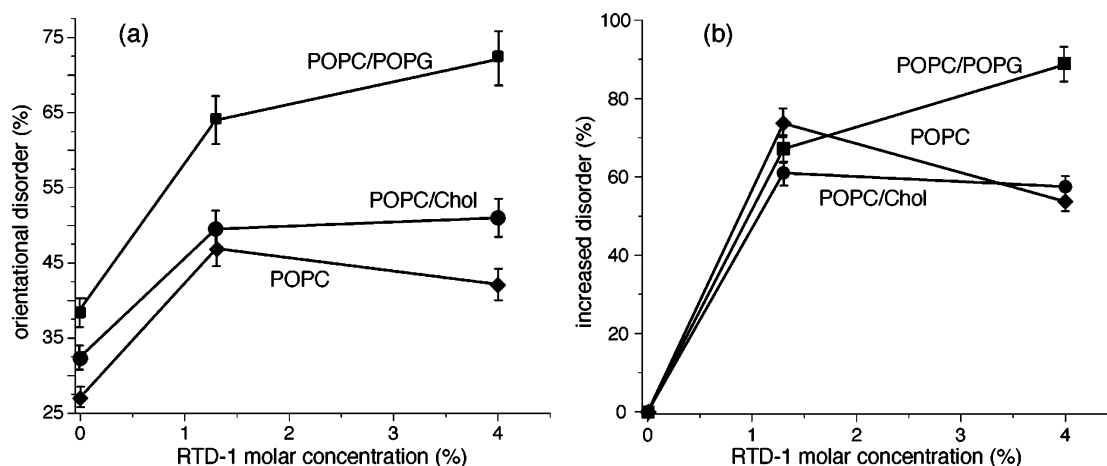 (a)
orientational disorder (%)
75
65
55
45
35
25
POPC/POPG
POPC/Chol
POPC
0 1 2 3 4
RTD-1 molar concentration (%)
(b)
increased disorder (%)
100
80
60
40
20
0
POPC/POPG
POPC
POPC/Chol
0 1 2 3 4
RTD-1 molar concentration (%)